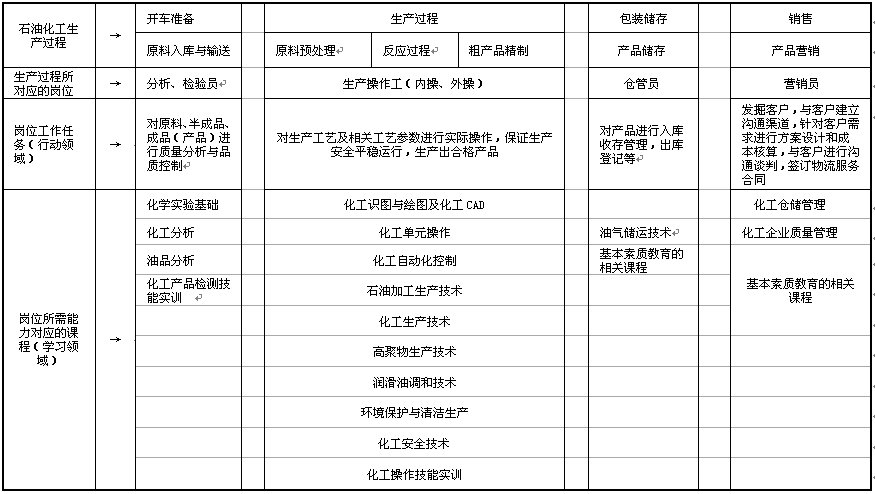 石油化工生
产过程
→
开车准备
生产过程
包装储存
销售
原料入库与输送
原料预处理
反应过程
粗产品精制
产品储存
产品营销
生产过程所
对应的岗位
→
分析、检验员
生产操作工(内操、外操)
仓管员
营销员
岗位工作任
务(行动领
域)
→
对原料、半成品、
成品(产品)进
行质量分析与品
质控制
对生产工艺及相关工艺参数进行实际操作,保证生产
安全平稳运行,生产出合格产品
对产品进行入库
收存管理,出库
登记等
发掘客户,与客户建立
沟通渠道,针对客户需
求进行方案设计和成
本核算,与客户进行沟
通谈判,签订物流服务
合同
岗位所需能
力对应的课
程(学习领
域)
→
化学实验基础
化工识图与绘图及化工 CAD
化工仓储管理
化工分析
化工单元操作
油气储运技术
化工企业质量管理
油品分析
化工自动化控制
基本素质教育的
相关课程
基本素质教育的相关
课程
化工产品检测技
能实训
石油加工生产技术
化工生产技术
高聚物生产技术
润滑油调和技术
环境保护与清洁生产
化工安全技术
化工操作技能实训